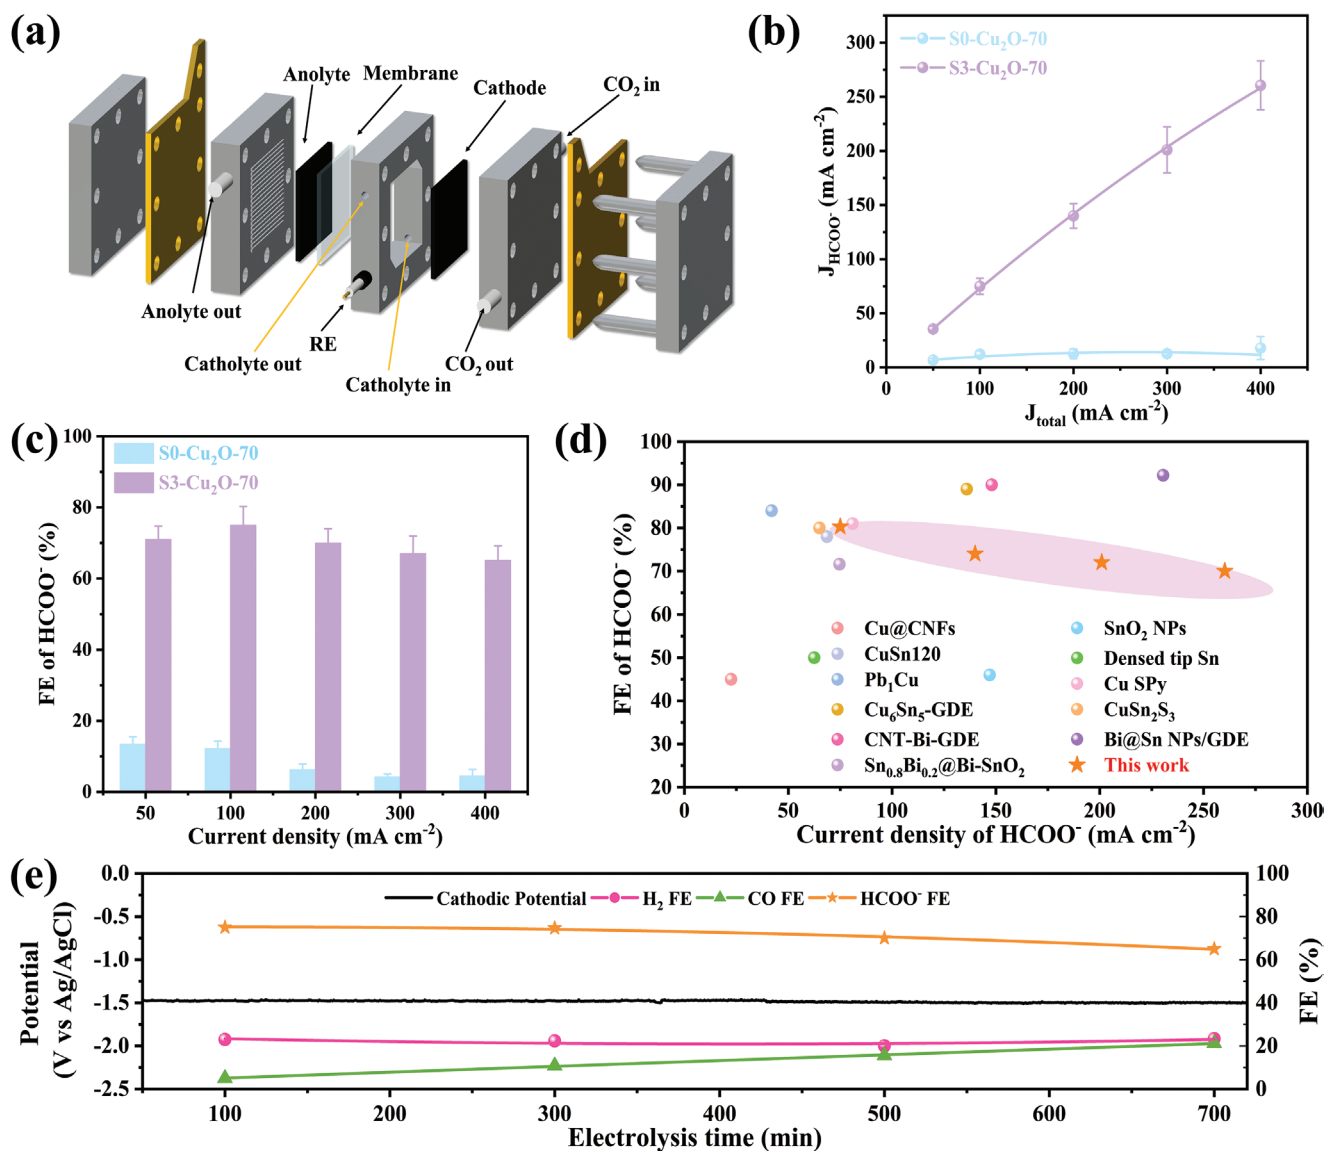 (a)
Anolyte
Membrane
Cathode
CO₂ in
Anolyte out
Catholyte out
RE
Catholyte in
CO₂ out
(b)
S0-Cu₂O-70
S3-Cu₂O-70
J_HCOO⁻ (mA cm⁻²)
300
250
200
150
100
50
0
0 100 200 300 400
J_total (mA cm⁻²)
(c)
S0-Cu₂O-70
S3-Cu₂O-70
FE of HCOO⁻ (%)
100
80
60
40
20
0
50 100 200 300 400
Current density (mA cm⁻²)
(d)
FE of HCOO⁻ (%)
100
90
80
70
60
50
40
30
20
Cu@CNFs
CuSn120
Pb₁Cu
Cu₆Sn₅-GDE
CNT-Bi-GDE
Sn₀.₈Bi₀.₂@Bi-SnO₂
SnO₂ NPs
Densed tip Sn
Cu SPy
CuSn₂S₃
Bi@Sn NPs/GDE
This work
0 50 100 150 200 250 300
Current density of HCOO⁻ (mA cm⁻²)
(e)
Cathodic Potential H₂ FE CO FE HCOO⁻ FE
Potential
(V vs Ag/AgCl)
0.0
-0.5
-1.0
-1.5
-2.0
-2.5
100
80
60
40
20
0
FE (%)
100 200 300 400 500 600 700
Electrolysis time (min)